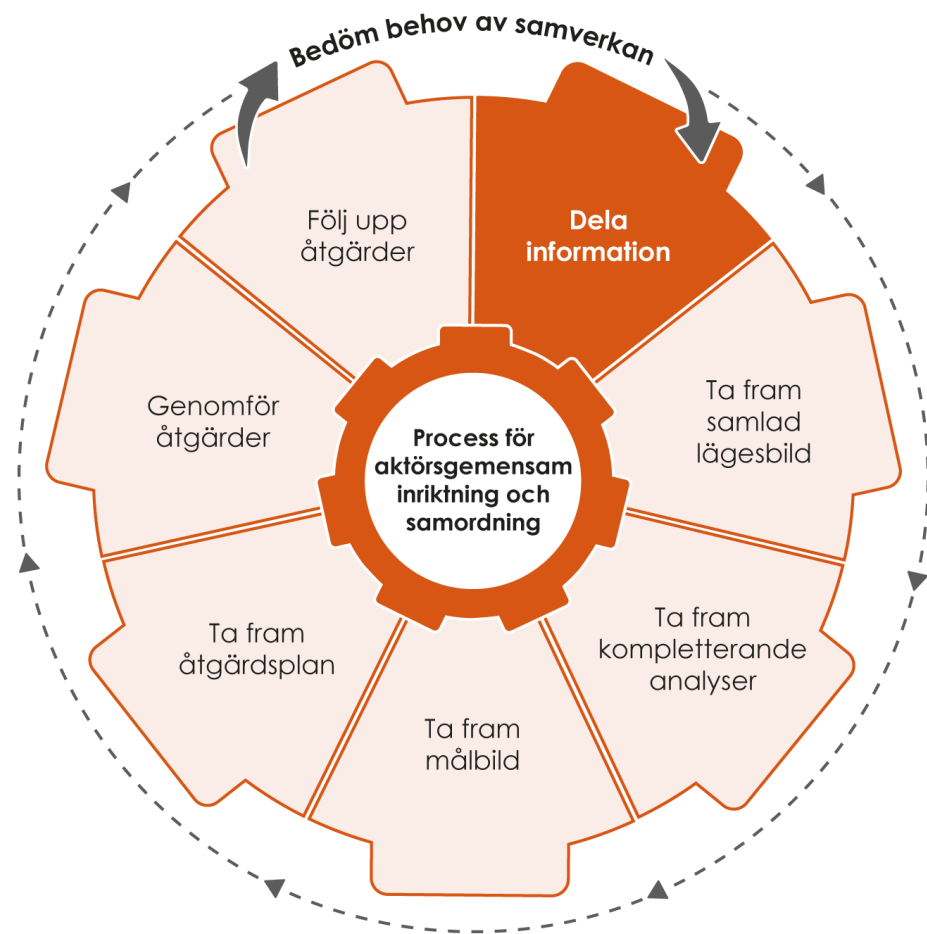 Bedöm behov av samverkan
Dela
information
Ta fram
samlad
lägesbild
Ta fram
kompletterande
analyser
Ta fram
målbild
Ta fram
åtgärdsplan
Genomför
åtgärder
Följ upp
åtgärder
Process för
aktörsgemensam
inriktning och
samordning